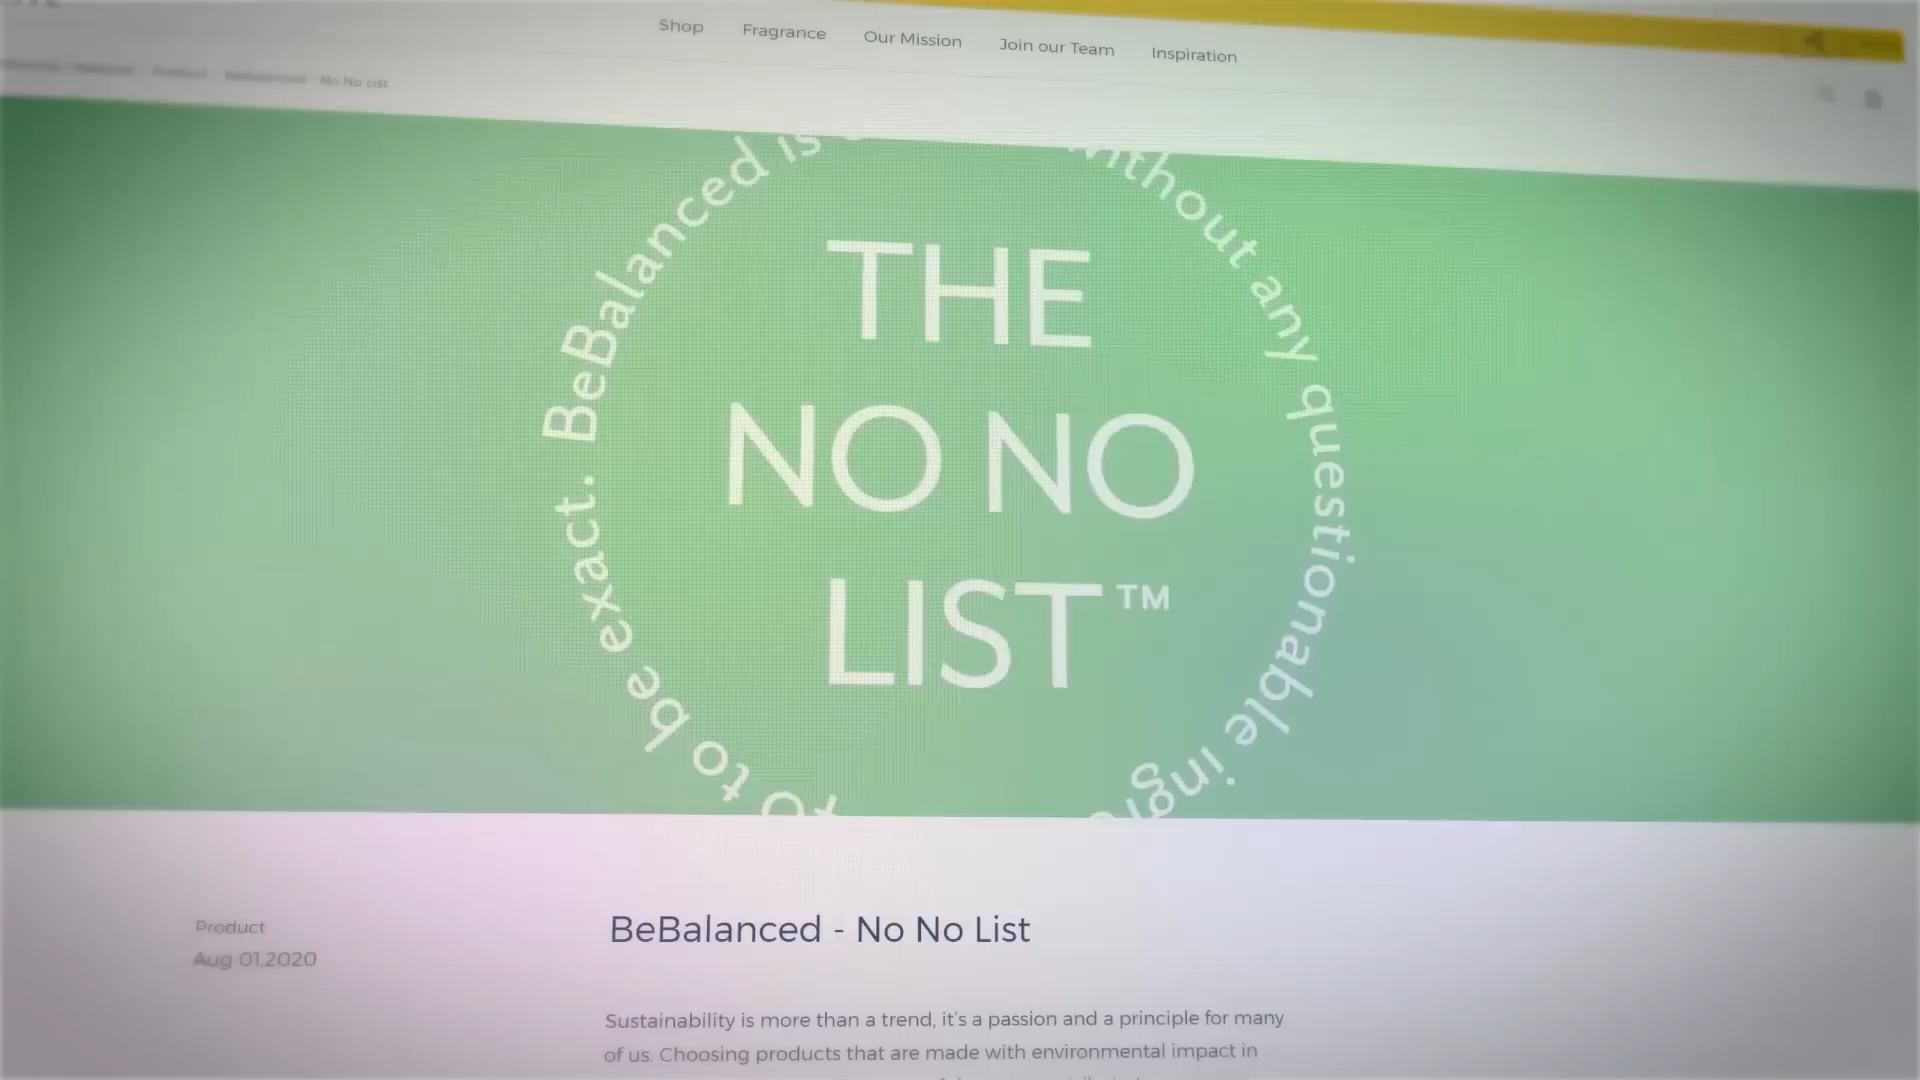 Shop Fragrance Our Mission Join our Team Inspiration
No No List
BeBalanced is
without any questionable
to be exact.
THE
NO NO
LIST™
BeBalanced - No No List
Product
Aug 01,2020
Sustainability is more than a trend, it's a passion and a principle for many
of us. Choosing products that are made with environmental impact in